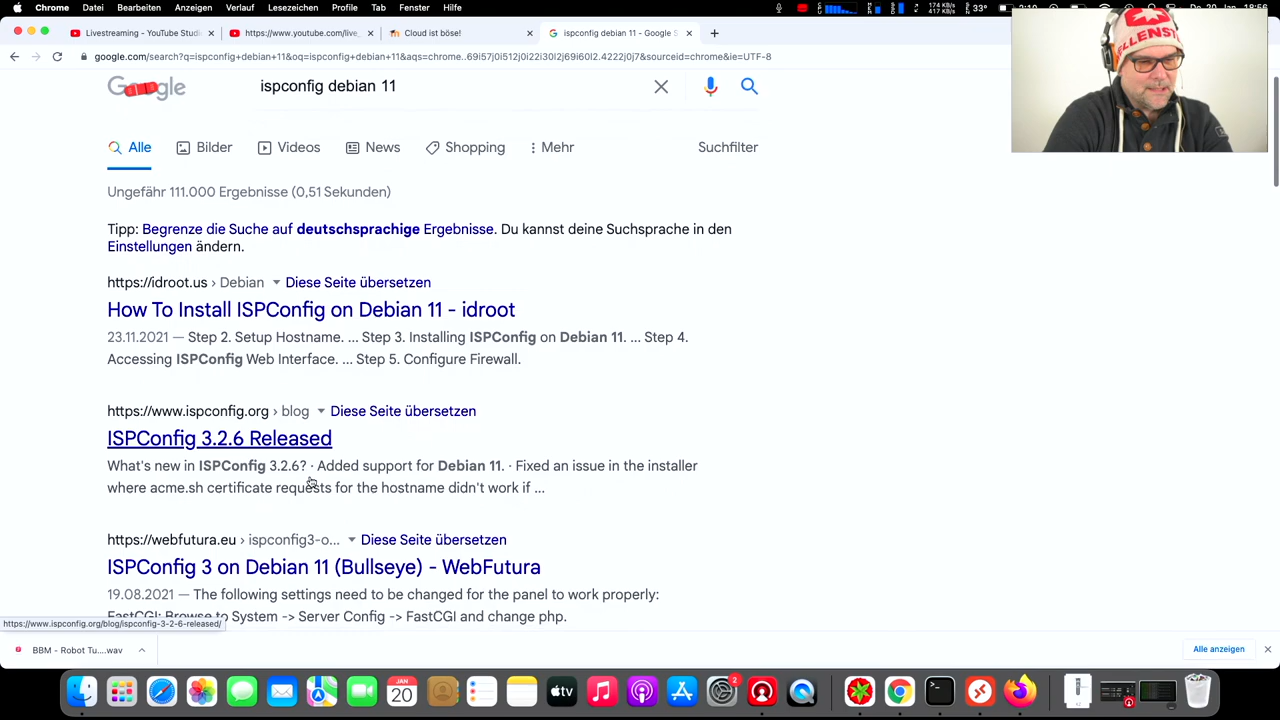 Chrome Datei Bearbeiten Anzeigen Verlauf Lesezeichen Profile Tab Fenster Hilfe
174 KB/s
417 KB/s
33°
Livestreaming - YouTube Studi
https://www.youtube.com/live_
Cloud ist böse!
ispconfig debian 11 - Google S
google.com/search?q=ispconfig+debian+11&oq=ispconfig+debian+11&aqs=chrome..69i57j0i512j0i22i30l2j69i60l2.4222j0j7&sourceid=chrome&ie=UTF-8
ispconfig debian 11
Alle Bilder Videos News Shopping Mehr Suchfilter
Ungefähr 111.000 Ergebnisse (0,51 Sekunden)
Tipp: Begrenze die Suche auf deutschsprachige Ergebnisse. Du kannst deine Suchsprache in den
Einstellungen ändern.
https://idroot.us › Debian Diese Seite übersetzen
How To Install ISPConfig on Debian 11 - idroot
23.11.2021 — Step 2. Setup Hostname. ... Step 3. Installing ISPConfig on Debian 11. ... Step 4.
Accessing ISPConfig Web Interface. ... Step 5. Configure Firewall.
https://www.ispconfig.org › blog Diese Seite übersetzen
ISPConfig 3.2.6 Released
What's new in ISPConfig 3.2.6? · Added support for Debian 11. · Fixed an issue in the installer
where acme.sh certificate requests for the hostname didn't work if ...
https://webfutura.eu › ispconfig3-o... Diese Seite übersetzen
ISPConfig 3 on Debian 11 (Bullseye) - WebFutura
19.08.2021 — The following settings need to be changed for the panel to work properly:
FastCGI: Browse to System -> Server Config -> FastCGI and change php.
https://www.ispconfig.org/blog/ispconfig-3-2-6-released/
BBM - Robot Tu....wav
Alle anzeigen
JAN
20
tv
2